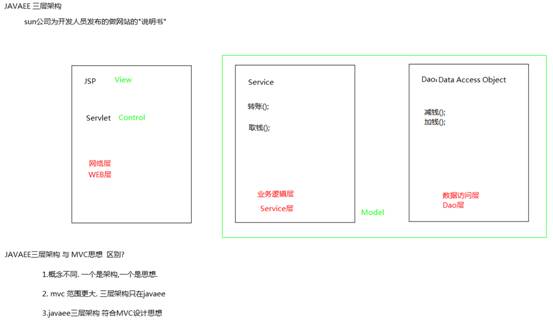 JAVAEE 三层架构
sun公司为开发人员发布的做网站的"说明书"
JSP View
Servlet Control
网络层
WEB层
Service
转账();
取钱();
业务逻辑层
Service层
Model
Dao:Data Access Object
减钱();
加钱();
数据访问层
Dao层
JAVAEE三层架构 与 MVC思想 区别?
1.概念不同. 一个是架构,一个是思想.
2. mvc 范围更大. 三层架构只在javaee
3.javaee三层架构 符合MVC设计思想